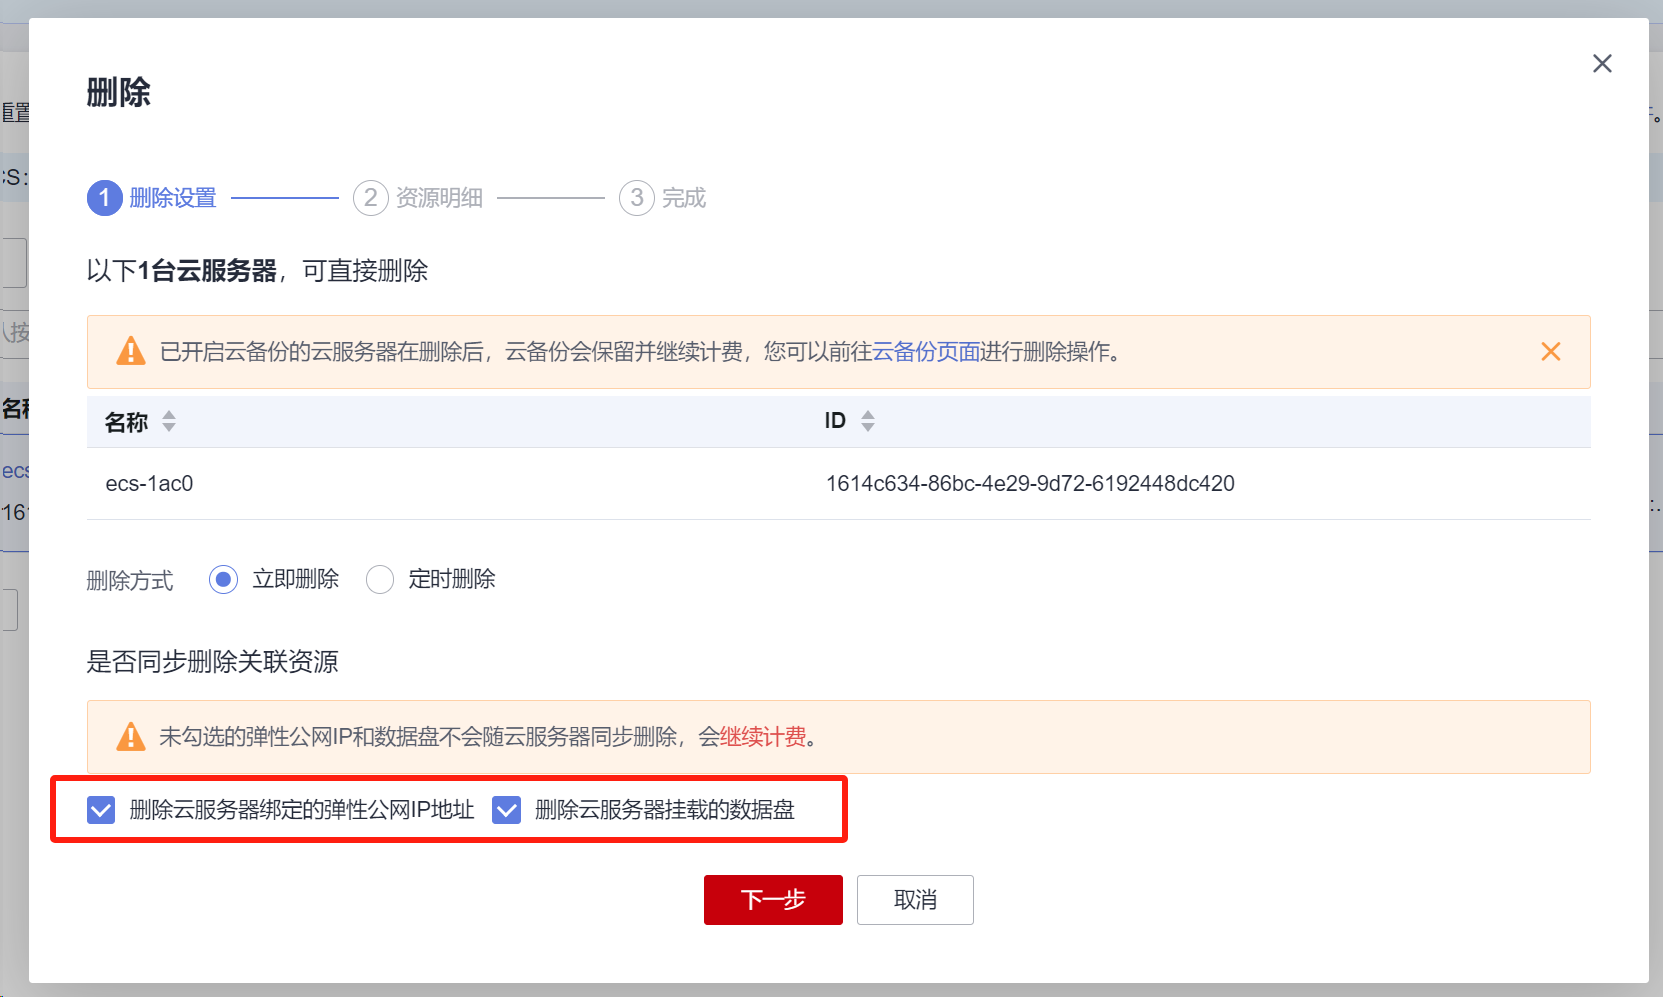 删除
1 删除设置 2 资源明细 3 完成
以下1台云服务器，可直接删除
已开启云备份的云服务器在删除后，云备份会保留并继续计费，您可以前往云备份页面进行删除操作。
名称 ID
ecs-1ac0 1614c634-86bc-4e29-9d72-6192448dc420
删除方式 立即删除 定时删除
是否同步删除关联资源
未勾选的弹性公网IP和数据盘不会随云服务器同步删除，会继续计费。
删除云服务器绑定的弹性公网IP地址 删除云服务器挂载的数据盘
下一步 取消
重置
CS:
按
名称
ecs
161